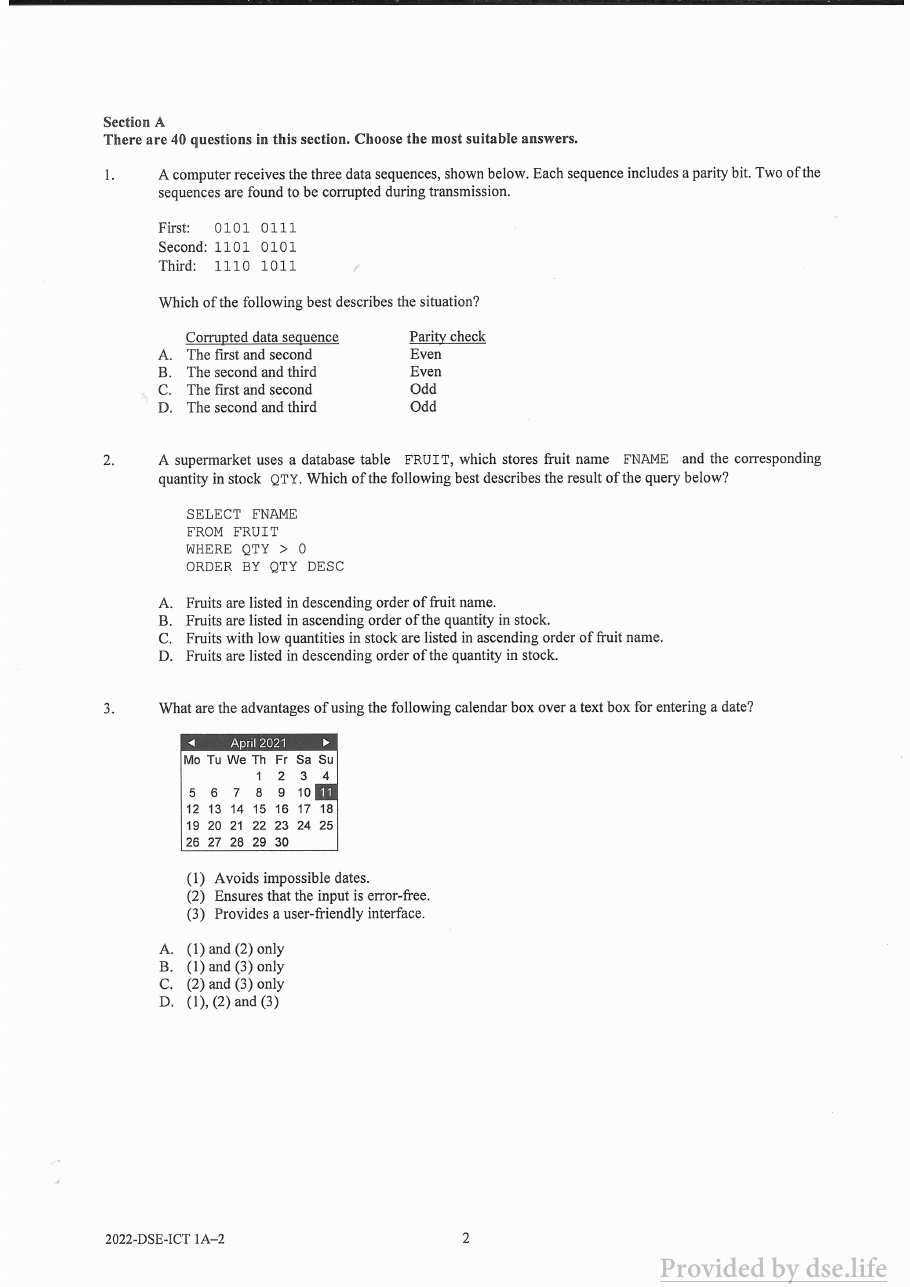 Section A
There are 40 questions in this section. Choose the most suitable answers.
1. A computer receives the three data sequences, shown below. Each sequence includes a parity bit. Two of the
sequences are found to be corrupted during transmission.
First: 0101 0111
Second: 1101 0101
Third: 1110 1011
Which of the following best describes the situation?
Corrupted data sequence Parity check
A. The first and second Even
B. The second and third Even
C. The first and second Odd
D. The second and third Odd
2. A supermarket uses a database table FRUIT, which stores fruit name FNAME and the corresponding
quantity in stock QTY. Which of the following best describes the result of the query below?
SELECT FNAME
FROM FRUIT
WHERE QTY > 0
ORDER BY QTY DESC
A. Fruits are listed in descending order of fruit name.
B. Fruits are listed in ascending order of the quantity in stock.
C. Fruits with low quantities in stock are listed in ascending order of fruit name.
D. Fruits are listed in descending order of the quantity in stock.
3. What are the advantages of using the following calendar box over a text box for entering a date?
◄ April 2021 ►
Mo Tu We Th Fr Sa Su
1 2 3 4
5 6 7 8 9 10 11
12 13 14 15 16 17 18
19 20 21 22 23 24 25
26 27 28 29 30
(1) Avoids impossible dates.
(2) Ensures that the input is error-free.
(3) Provides a user-friendly interface.
A. (1) and (2) only
B. (1) and (3) only
C. (2) and (3) only
D. (1), (2) and (3)
2022-DSE-ICT 1A–2 2
Provided by dse.life